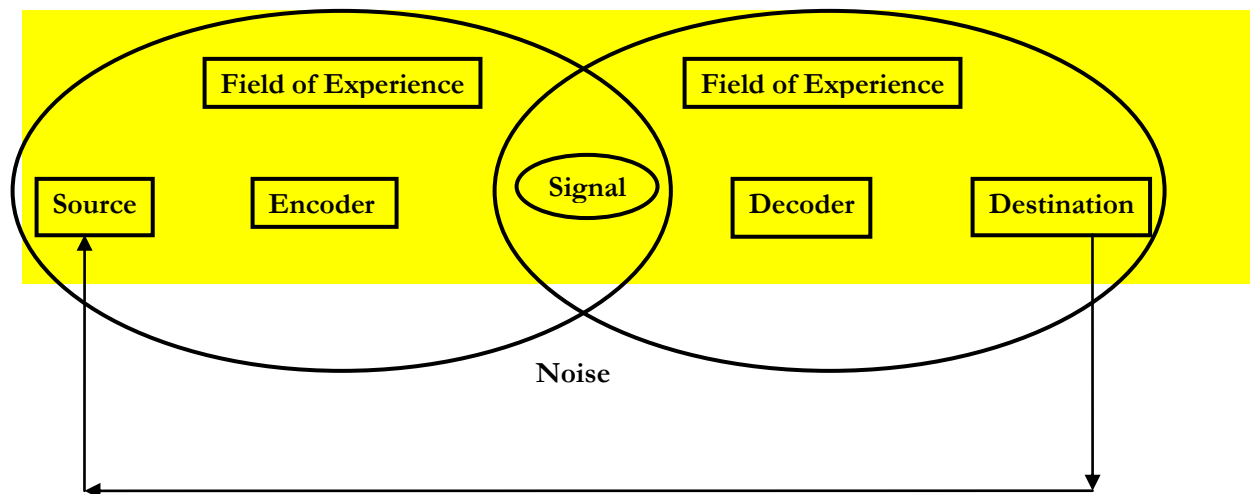 Field of Experience
Field of Experience
Source
Encoder
Signal
Decoder
Destination
Noise